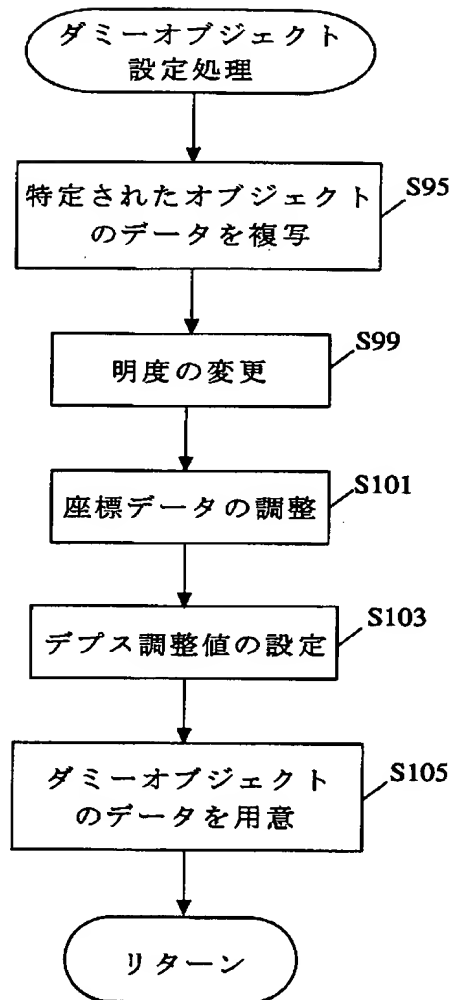 ダミーオブジェクト
設定処理
特定されたオブジェクト
のデータを複写
S95
明度の変更
S99
座標データの調整
S101
デプス調整値の設定
S103
ダミーオブジェクト
のデータを用意
S105
リターン